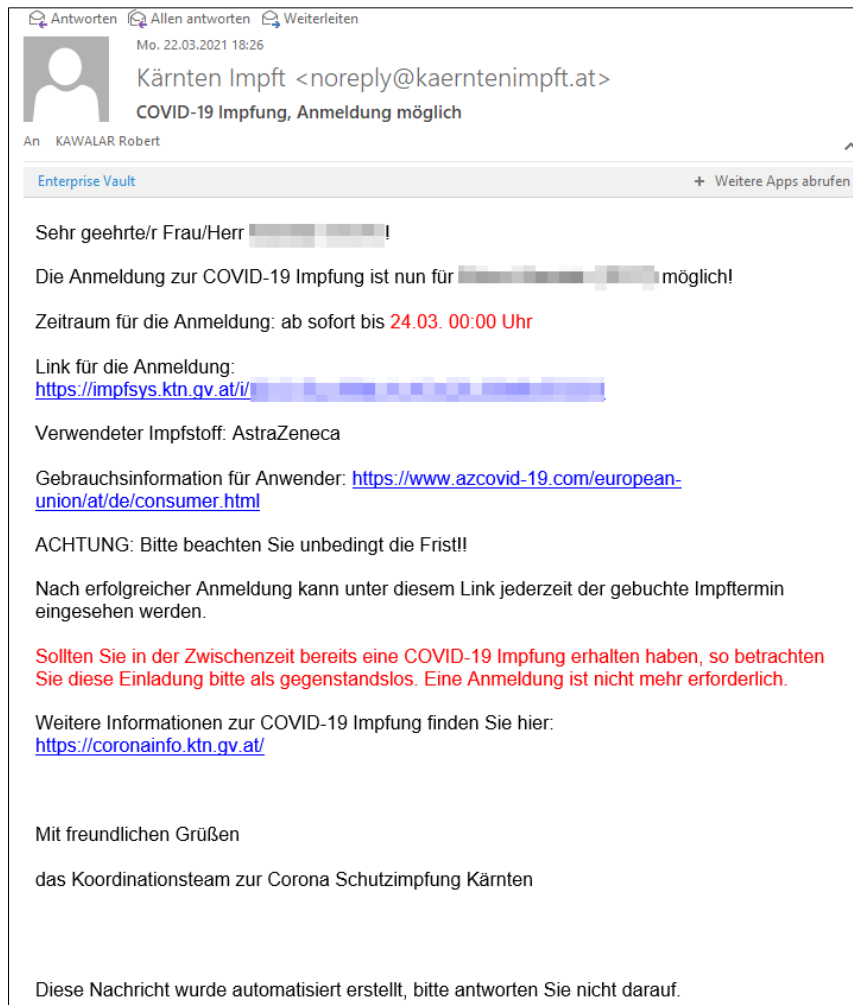 Antworten Allen antworten Weiterleiten
Mo. 22.03.2021 18:26
Kärnten Impft <noreply@kaerntenimpft.at>
COVID-19 Impfung, Anmeldung möglich
An KAWALAR Robert
Enterprise Vault + Weitere Apps abrufen
Sehr geehrte/r Frau/Herr !
Die Anmeldung zur COVID-19 Impfung ist nun für möglich!
Zeitraum für die Anmeldung: ab sofort bis 24.03. 00:00 Uhr
Link für die Anmeldung:
https://impfsys.ktn.gv.at/i/
Verwendeter Impfstoff: AstraZeneca
Gebrauchsinformation für Anwender: https://www.azcovid-19.com/european-
union/at/de/consumer.html
ACHTUNG: Bitte beachten Sie unbedingt die Frist!!
Nach erfolgreicher Anmeldung kann unter diesem Link jederzeit der gebuchte Impftermin
eingesehen werden.
Sollten Sie in der Zwischenzeit bereits eine COVID-19 Impfung erhalten haben, so betrachten
Sie diese Einladung bitte als gegenstandslos. Eine Anmeldung ist nicht mehr erforderlich.
Weitere Informationen zur COVID-19 Impfung finden Sie hier:
https://coronainfo.ktn.gv.at/
Mit freundlichen Grüßen
das Koordinationsteam zur Corona Schutzimpfung Kärnten
Diese Nachricht wurde automatisiert erstellt, bitte antworten Sie nicht darauf.